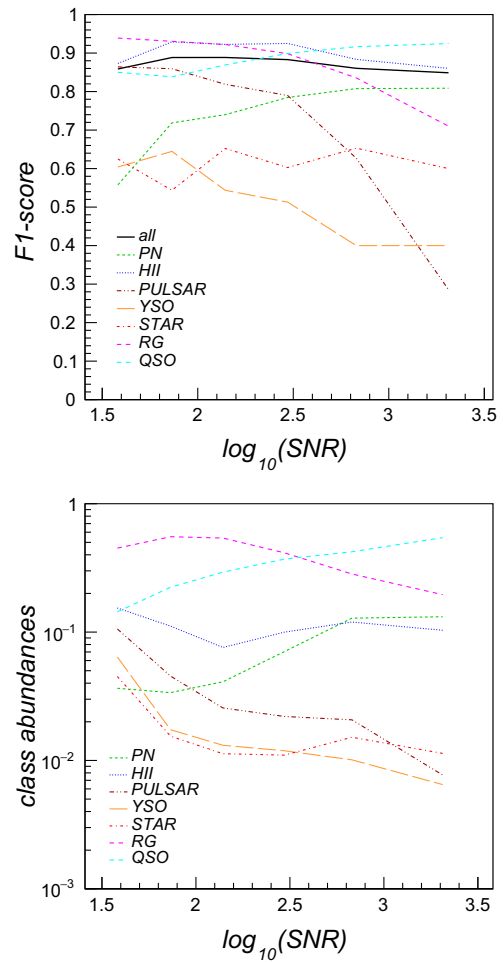 1
0.9
0.8
0.7
0.6
0.5
0.4
0.3
0.2
0.1
0
F1-score
all
PN
HII
PULSAR
YSO
STAR
RG
QSO
1.5 2 2.5 3 3.5
log10(SNR)
1
10−1
10−2
10−3
class abundances
PN
HII
PULSAR
YSO
STAR
RG
QSO
1.5 2 2.5 3 3.5
log10(SNR)